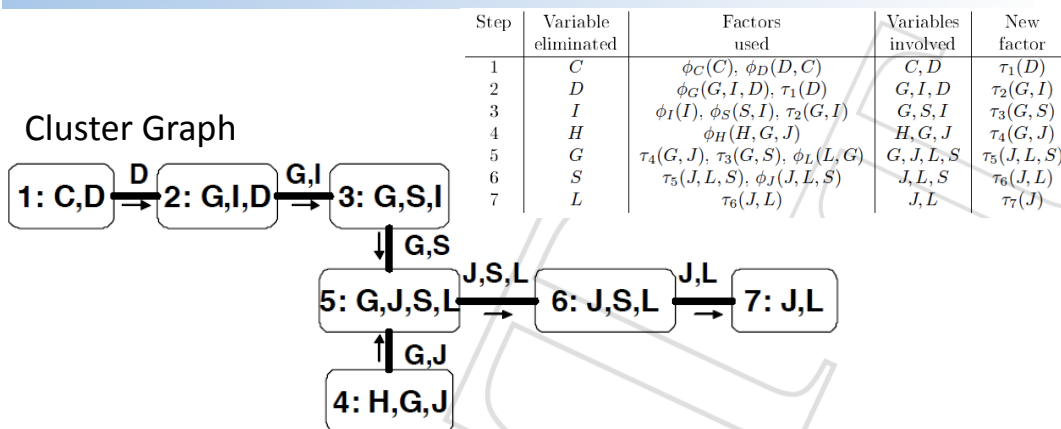 Step Variable Factors Variables New
eliminated used involved factor
1 C ϕ_C(C), ϕ_D(D, C) C, D τ_1(D)
2 D ϕ_G(G, I, D), τ_1(D) G, I, D τ_2(G, I)
3 I ϕ_I(I), ϕ_S(S, I), τ_2(G, I) G, S, I τ_3(G, S)
4 H ϕ_H(H, G, J) H, G, J τ_4(G, J)
5 G τ_4(G, J), τ_3(G, S), ϕ_L(L, G) G, J, L, S τ_5(J, L, S)
6 S τ_5(J, L, S), ϕ_J(J, L, S) J, L, S τ_6(J, L)
7 L τ_6(J, L) J, L τ_7(J)
Cluster Graph
D
G,I
1: C,D
2: G,I,D
3: G,S,I
G,S
J,S,L
J,L
5: G,J,S,L
6: J,S,L
7: J,L
G,J
4: H,G,J